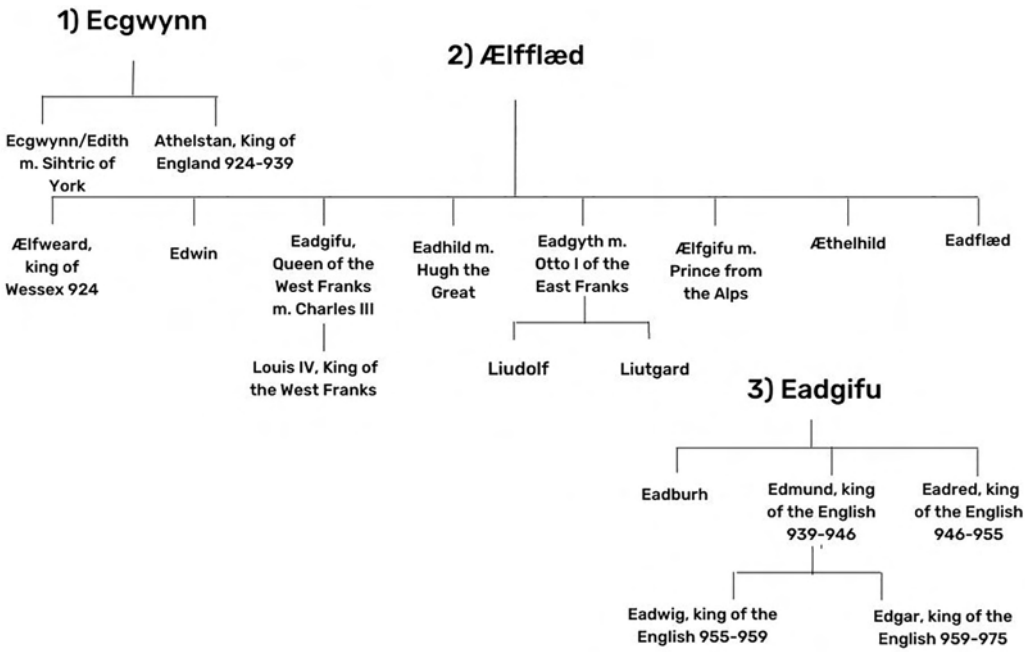 1) Ecgwynn
2) Ælfflæd
Ecgwynn/Edith
m. Sihtric of
York
Athelstan, King of
England 924-939
Ælfweard,
king of
Wessex 924
Edwin
Eadgifu,
Queen of the
West Franks
m. Charles III
Eadhild m.
Hugh the
Great
Eadgyth m.
Otto I of the
East Franks
Ælfgifu m.
Prince from
the Alps
Æthelhild
Eadflæd
Louis IV, King of
the West Franks
Liudolf
Liutgard
3) Eadgifu
Eadburh
Edmund, king
of the English
939-946
Eadred, king
of the English
946-955
Eadwig, king of the
English 955-959
Edgar, king of the
English 959-975